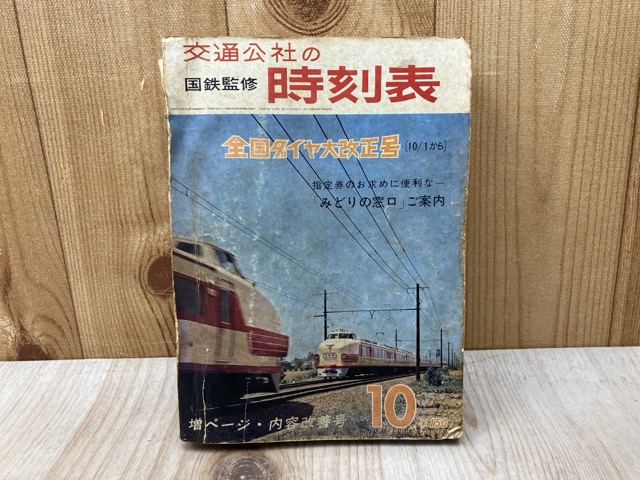 交通公社の
国鉄監修 時刻表
全国ダイヤ大改正号 [10/1から]
指定券のお求めに便利な―
「みどりの窓口」ご案内
増ページ・内容改善号
10
150